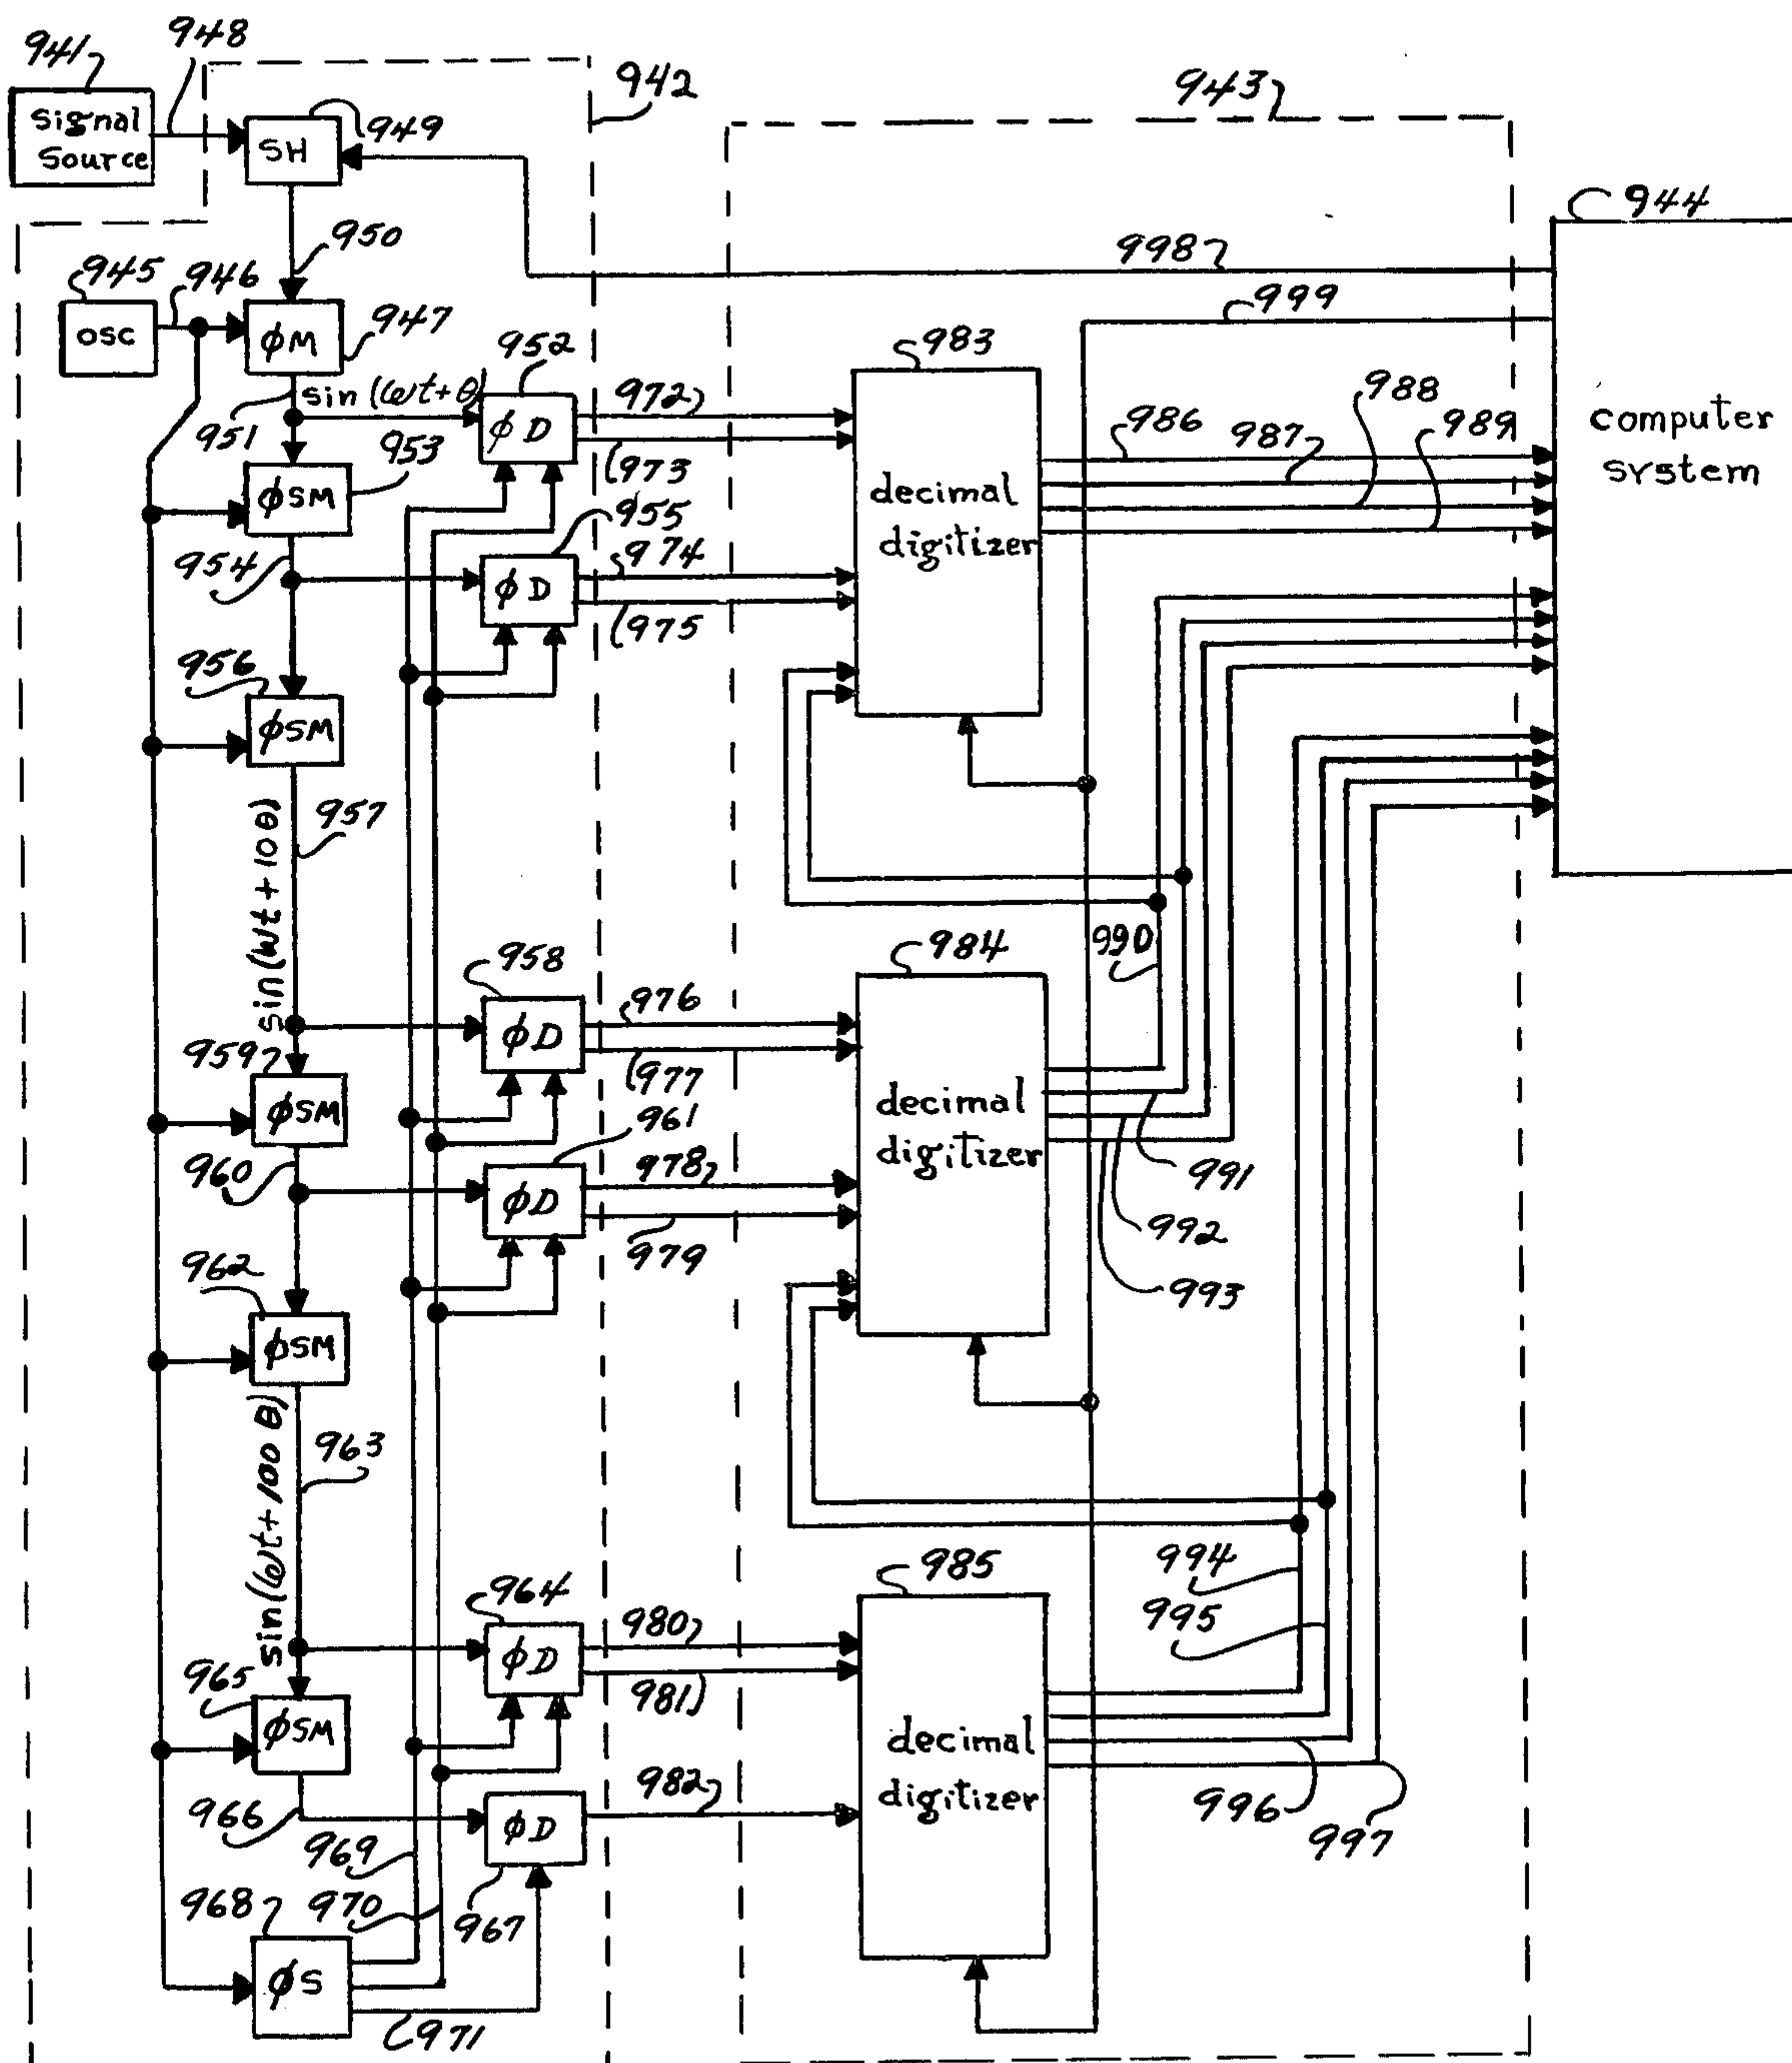 941
948
942
943
signal
source
SH
949
944
950
998
945
946
999
osc
φM
947
952
983
sin (ωt+θ)
972
988
951
953
φD
986
987
989
computer
973
system
φSM
955
decimal
954
974
digitizer
φD
975
956
φSM
957
sin(ωt+10θ)
990
958
984
976
959
φD
977
φSM
961
decimal
960
978
digitizer
991
φD
992
962
979
993
φSM
963
sin(ωt+100θ)
994
985
964
980
995
965
φD
981
φSM
decimal
982
digitizer
966
φD
996
969
997
968
970
967
φS
971